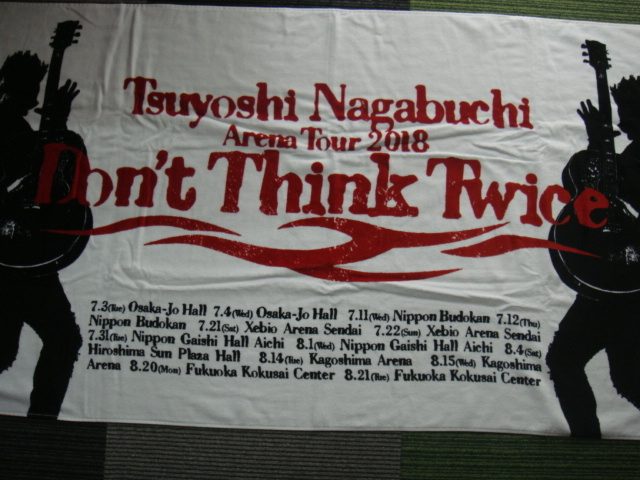 Tsuyoshi Nagabuchi
Arena Tour 2018
Don't Think Twice
7.3(Tue) Osaka-Jo Hall 7.4(Wed) Osaka-Jo Hall 7.11(Wed) Nippon Budokan 7.12(Thu)
Nippon Budokan 7.21(Sat) Xebio Arena Sendai 7.22(Sun) Xebio Arena Sendai
7.31(Tue) Nippon Gaishi Hall Aichi 8.1(Wed) Nippon Gaishi Hall Aichi 8.4(Sat)
Hiroshima Sun Plaza Hall 8.14(Tue) Kagoshima Arena 8.15(Wed) Kagoshima
Arena 8.20(Mon) Fukuoka Kokusai Center 8.21(Tue) Fukuoka Kokusai Center